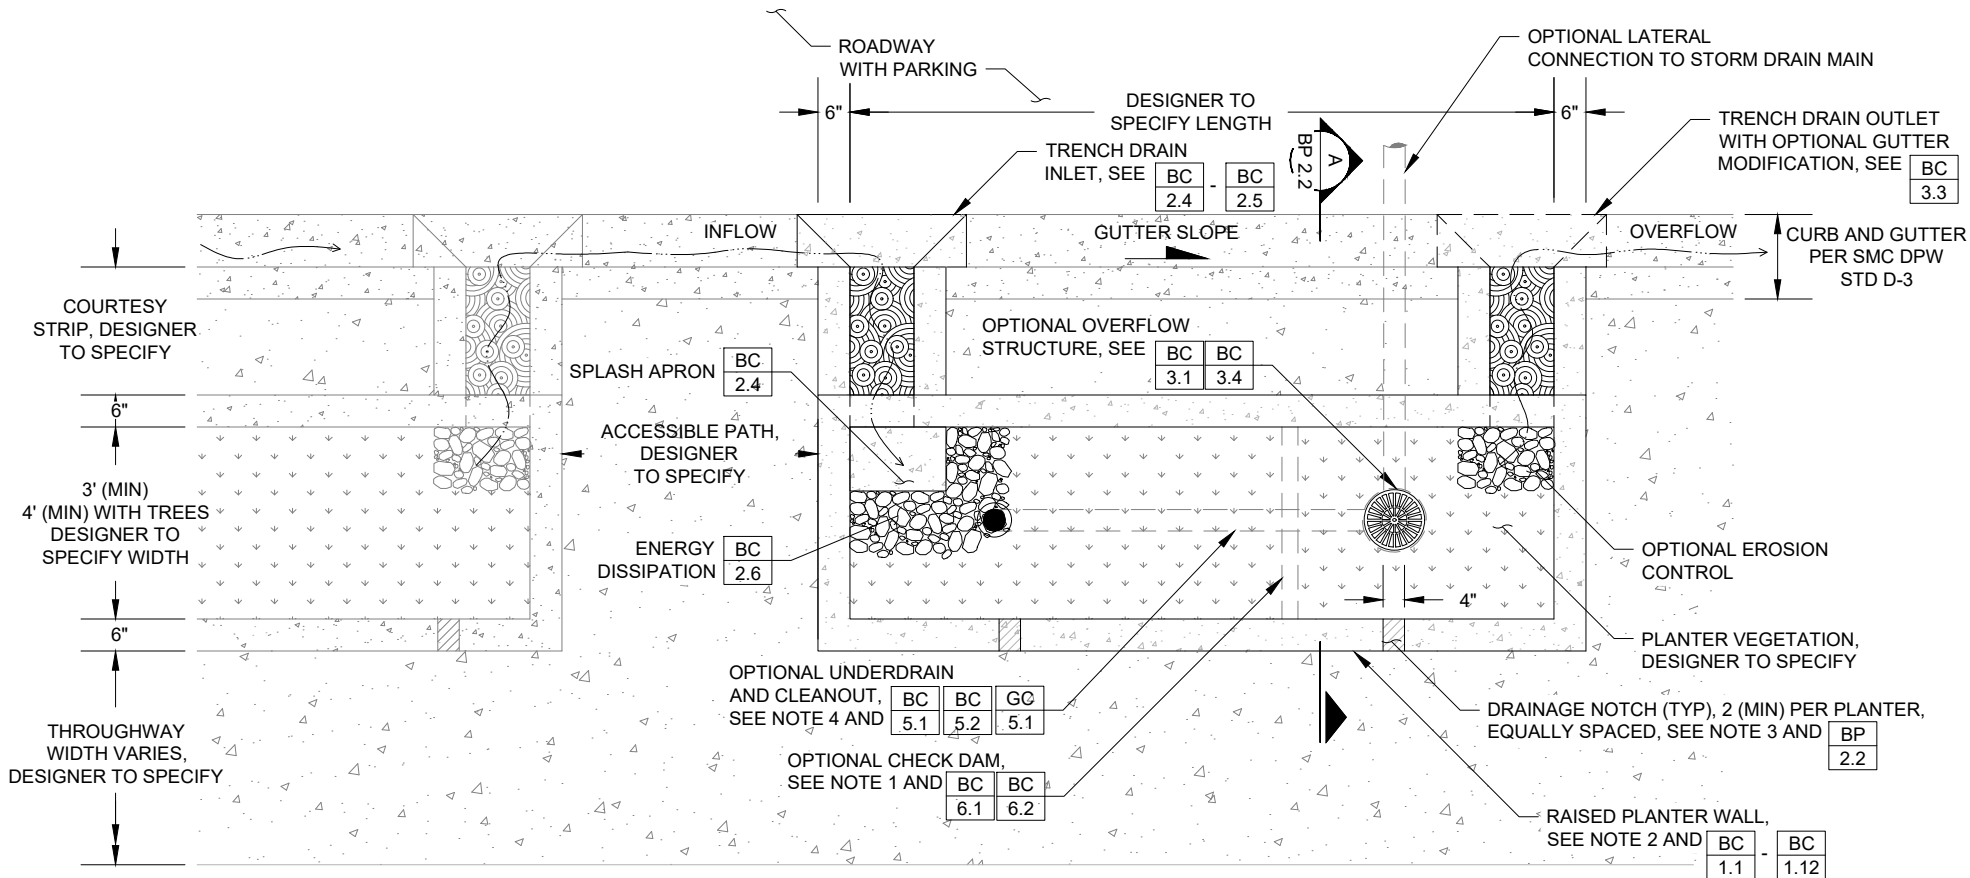 ROADWAY
WITH PARKING
OPTIONAL LATERAL
CONNECTION TO STORM DRAIN MAIN
6"
DESIGNER TO
SPECIFY LENGTH
6"
TRENCH DRAIN
INLET, SEE
BC
2.4
-
BC
2.5
A
BP 2.2
TRENCH DRAIN OUTLET
WITH OPTIONAL GUTTER
MODIFICATION, SEE
BC
3.3
INFLOW
GUTTER SLOPE
OVERFLOW
CURB AND GUTTER
PER SMC DPW
STD D-3
COURTESY
STRIP, DESIGNER
TO SPECIFY
OPTIONAL OVERFLOW
STRUCTURE, SEE
BC
3.1
BC
3.4
SPLASH APRON
BC
2.4
6"
ACCESSIBLE PATH,
DESIGNER
TO SPECIFY
3' (MIN)
4' (MIN) WITH TREES
DESIGNER TO
SPECIFY WIDTH
ENERGY
DISSIPATION
BC
2.6
OPTIONAL EROSION
CONTROL
4"
6"
PLANTER VEGETATION,
DESIGNER TO SPECIFY
OPTIONAL UNDERDRAIN
AND CLEANOUT,
SEE NOTE 4 AND
BC
5.1
BC
5.2
GC
5.1
DRAINAGE NOTCH (TYP), 2 (MIN) PER PLANTER,
EQUALLY SPACED, SEE NOTE 3 AND
BP
2.2
THROUGHWAY
WIDTH VARIES,
DESIGNER TO SPECIFY
OPTIONAL CHECK DAM,
SEE NOTE 1 AND
BC
6.1
BC
6.2
RAISED PLANTER WALL,
SEE NOTE 2 AND
BC
1.1
-
BC
1.12